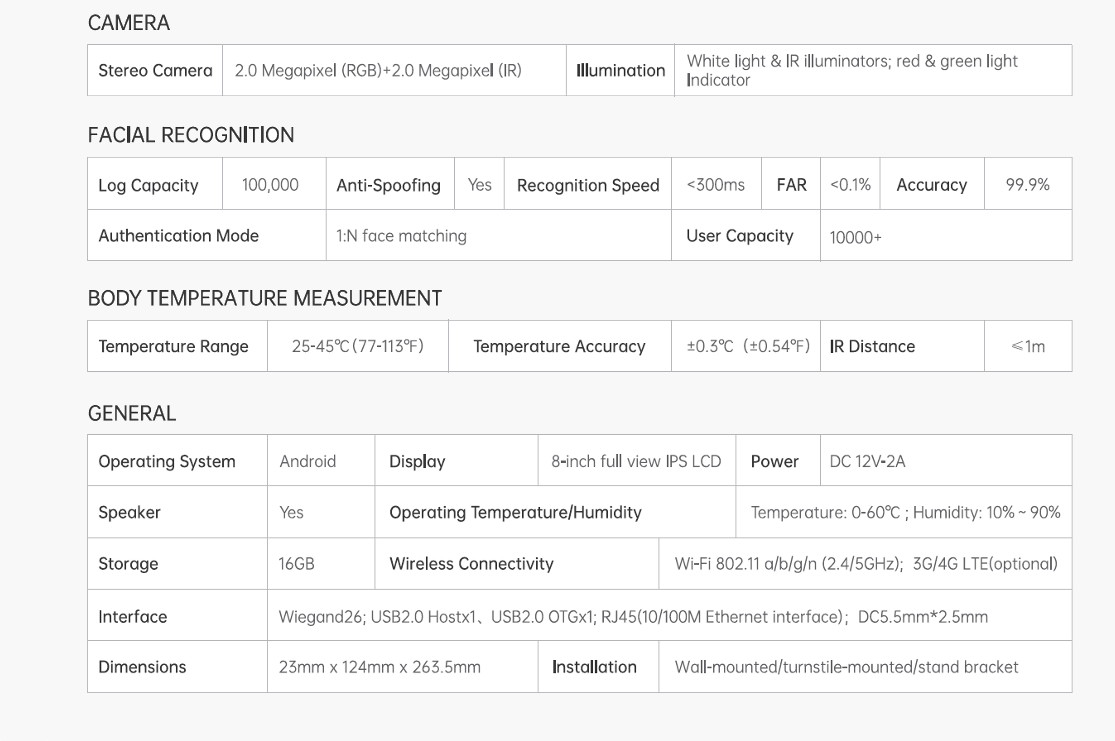 CAMERA
Stereo Camera 2.0 Megapixel (RGB)+2.0 Megapixel (IR) Illumination White light & IR illuminators; red & green light
Indicator
FACIAL RECOGNITION
Log Capacity 100,000 Anti-Spoofing Yes Recognition Speed <300ms FAR <0.1% Accuracy 99.9%
Authentication Mode 1:N face matching User Capacity 10000+
BODY TEMPERATURE MEASUREMENT
Temperature Range 25-45℃(77-113℉) Temperature Accuracy ±0.3℃ (±0.54℉) IR Distance ≤1m
GENERAL
Operating System Android Display 8-inch full view IPS LCD Power DC 12V-2A
Speaker Yes Operating Temperature/Humidity Temperature: 0-60℃ ; Humidity: 10% ~ 90%
Storage 16GB Wireless Connectivity Wi-Fi 802.11 a/b/g/n (2.4/5GHz); 3G/4G LTE(optional)
Interface Wiegand26; USB2.0 Hostx1、USB2.0 OTGx1; RJ45(10/100M Ethernet interface); DC5.5mm*2.5mm
Dimensions 23mm x 124mm x 263.5mm Installation Wall-mounted/turnstile-mounted/stand bracket